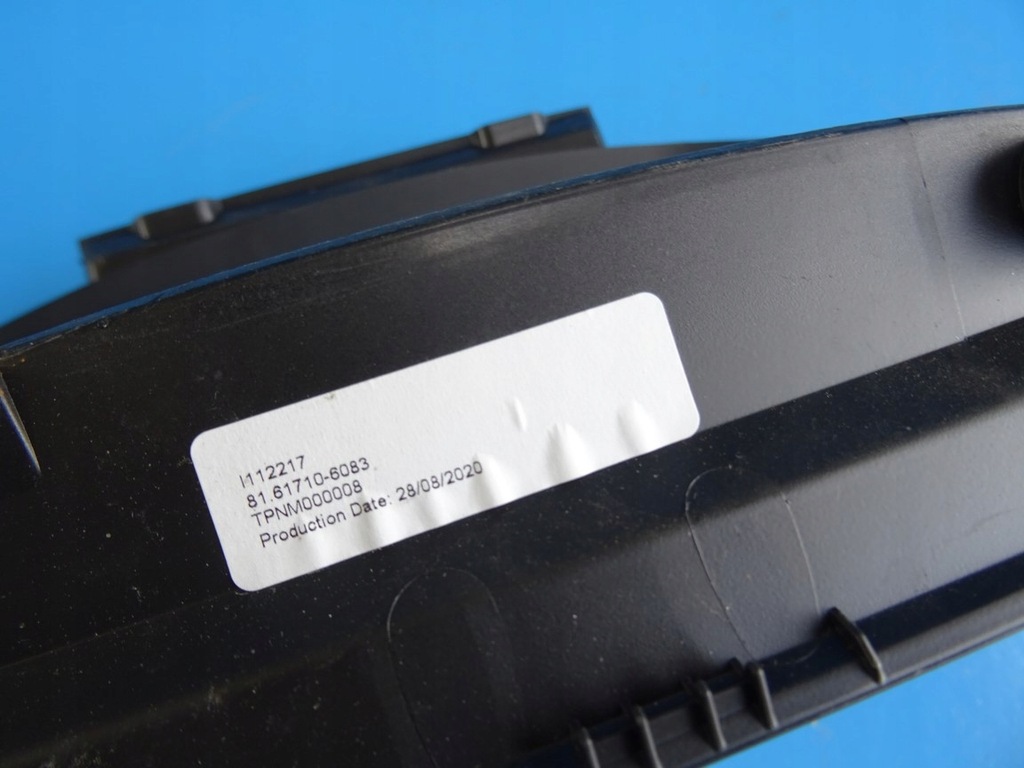 I112217
81.61710-6083
TPNM000008
Production Date: 28/08/2020